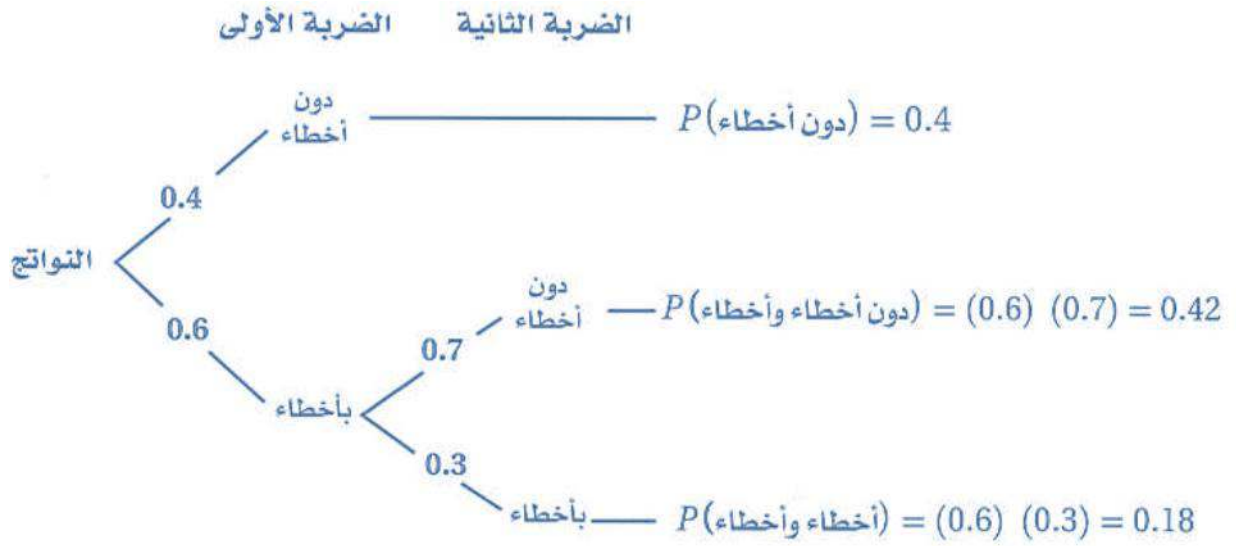 الضربة الأولى الضربة الثانية
دون
أخطاء
P(دون أخطاء) = 0.4
0.4
النواتج
دون
أخطاء
P(دون أخطاء وأخطاء) = (0.6) (0.7) = 0.42
0.6
0.7
بأخطاء
0.3
بأخطاء
P(أخطاء وأخطاء) = (0.6) (0.3) = 0.18